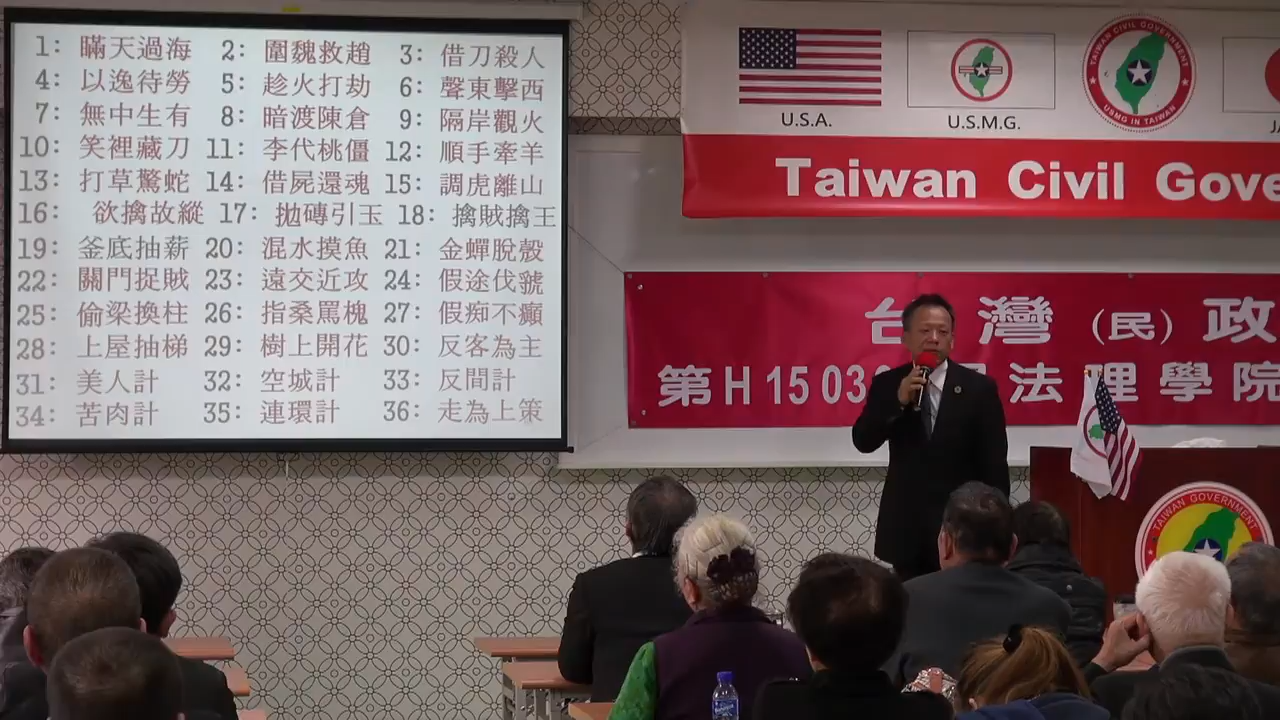 1: 瞞天過海 2: 圍魏救趙 3: 借刀殺人
4: 以逸待勞 5: 趁火打劫 6: 聲東擊西
7: 無中生有 8: 暗渡陳倉 9: 隔岸觀火
10: 笑裡藏刀 11: 李代桃僵 12: 順手牽羊
13: 打草驚蛇 14: 借屍還魂 15: 調虎離山
16: 欲擒故縱 17: 拋磚引玉 18: 擒賊擒王
19: 釜底抽薪 20: 混水摸魚 21: 金蟬脫殼
22: 關門捉賊 23: 遠交近攻 24: 假途伐虢
25: 偷梁換柱 26: 指桑罵槐 27: 假痴不癲
28: 上屋抽梯 29: 樹上開花 30: 反客為主
31: 美人計 32: 空城計 33: 反間計
34: 苦肉計 35: 連環計 36: 走為上策
U.S.A. U.S.M.G.
TAIWAN CIVIL GOVERNMENT
USMG IN TAIWAN
Taiwan Civil Gove
台灣（民）政
第H 15 03 法理學院
TAIWAN GOVERNMENT